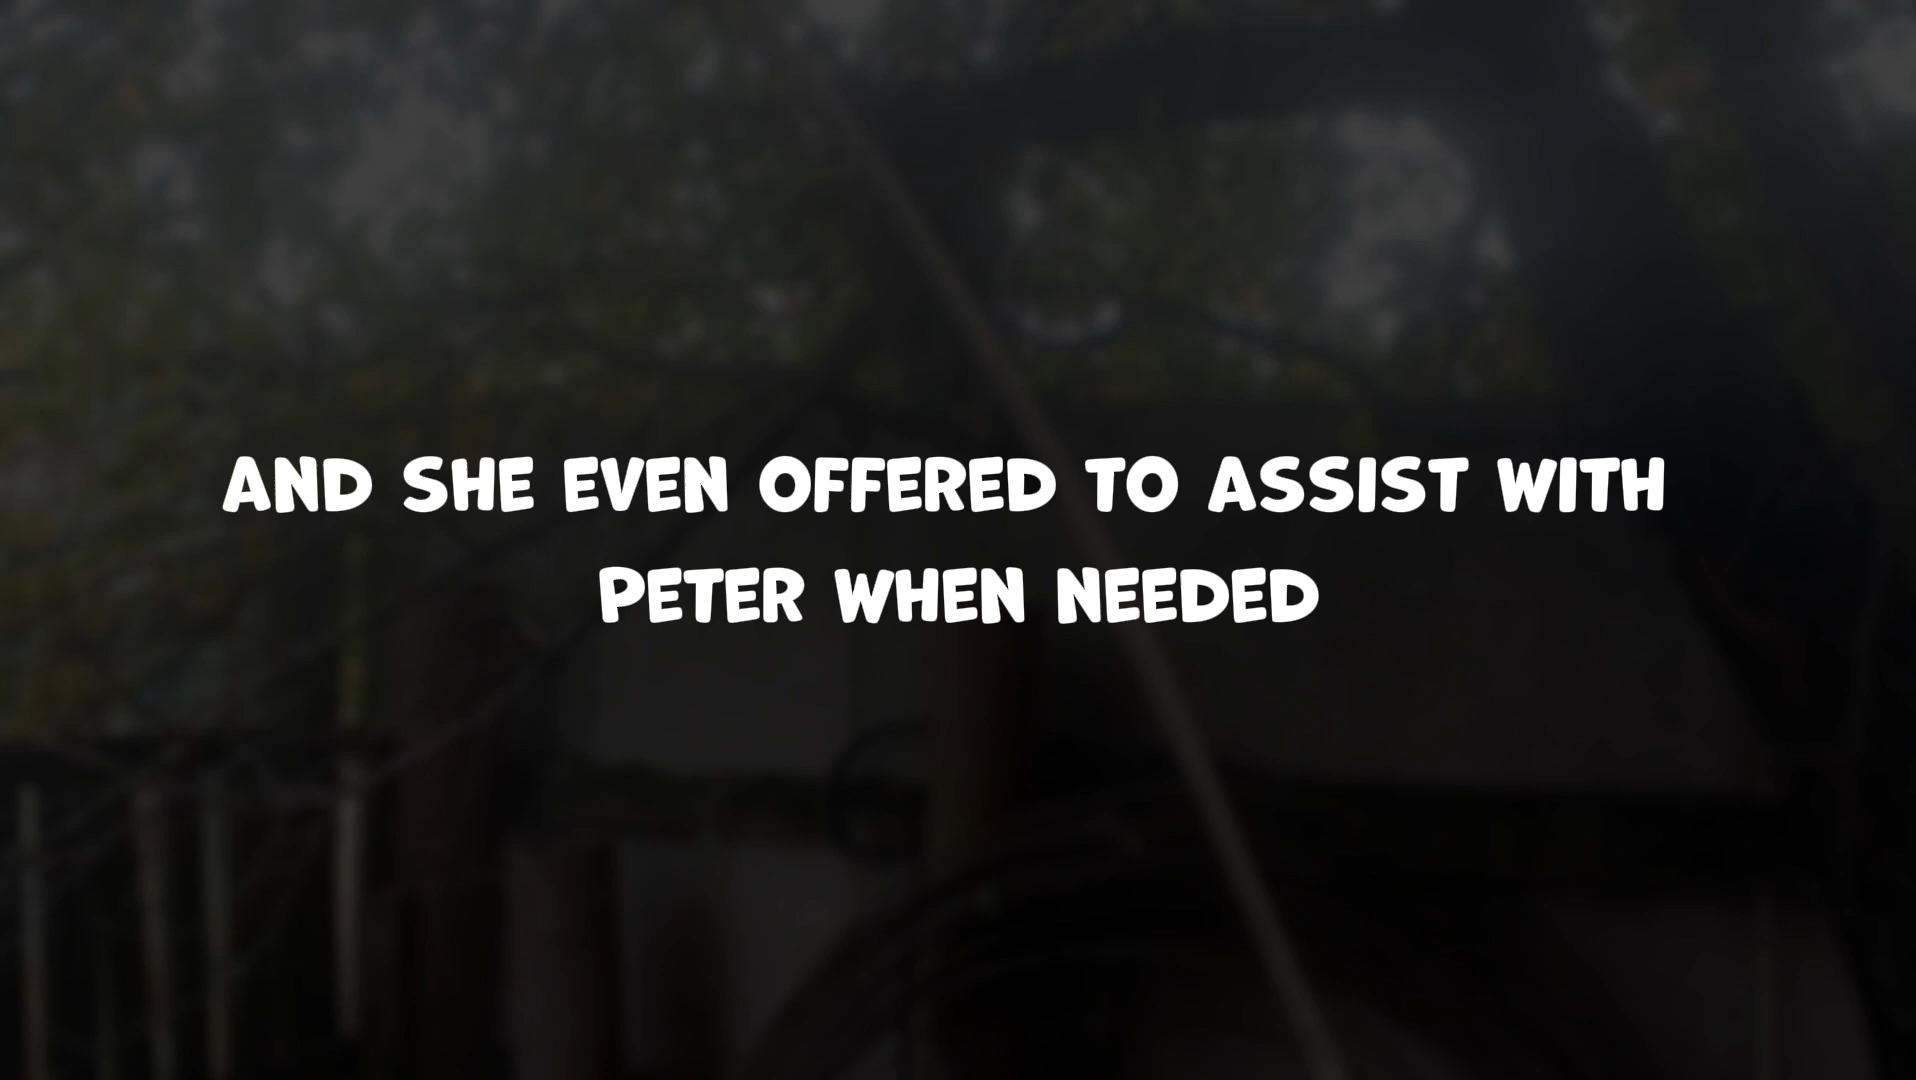 AND SHE EVEN OFFERED TO ASSIST WITH
PETER WHEN NEEDED